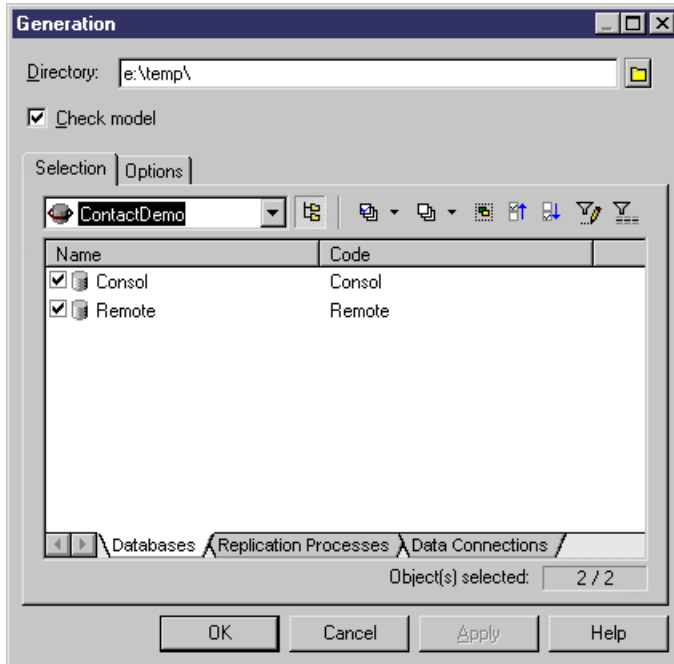 Generation
Directory: e:\temp\
Check model
Selection Options
ContactDemo
Name Code
Consol Consol
Remote Remote
Databases Replication Processes Data Connections
Object(s) selected: 2 / 2
OK Cancel Apply Help